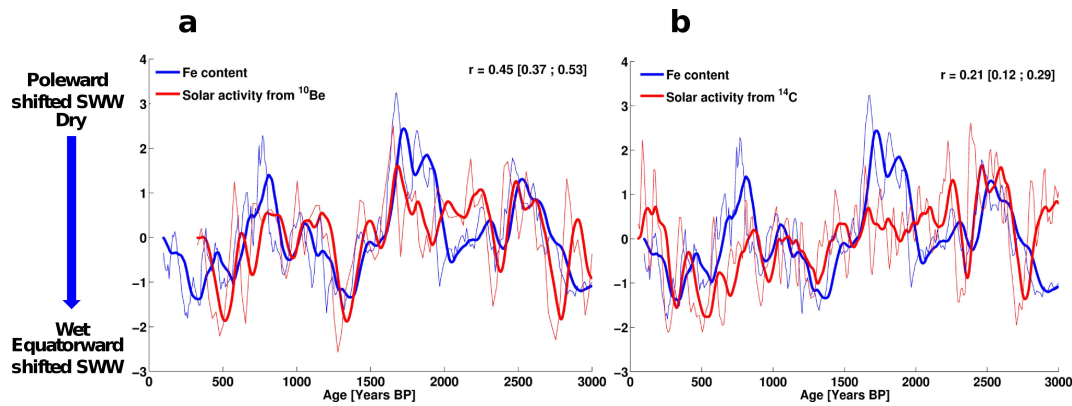 a
b
Poleward
shifted SWW
Dry
Wet
Equatorward
shifted SWW
4
3
2
1
0
−1
−2
−3
Fe content
Solar activity from 10Be
r = 0.45 [0.37 ; 0.53]
0
500
1000
1500
2000
2500
3000
Age [Years BP]
4
3
2
1
0
−1
−2
−3
Fe content
Solar activity from 14C
r = 0.21 [0.12 ; 0.29]
0
500
1000
1500
2000
2500
3000
Age [Years BP]